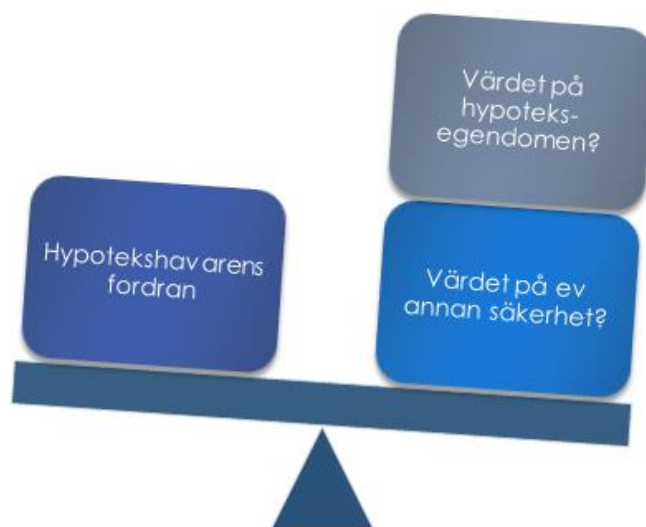 Värdet på
hypoteks-
egendomen?
Hypotekshavarens
fordran
Värdet på ev
annan säkerhet?